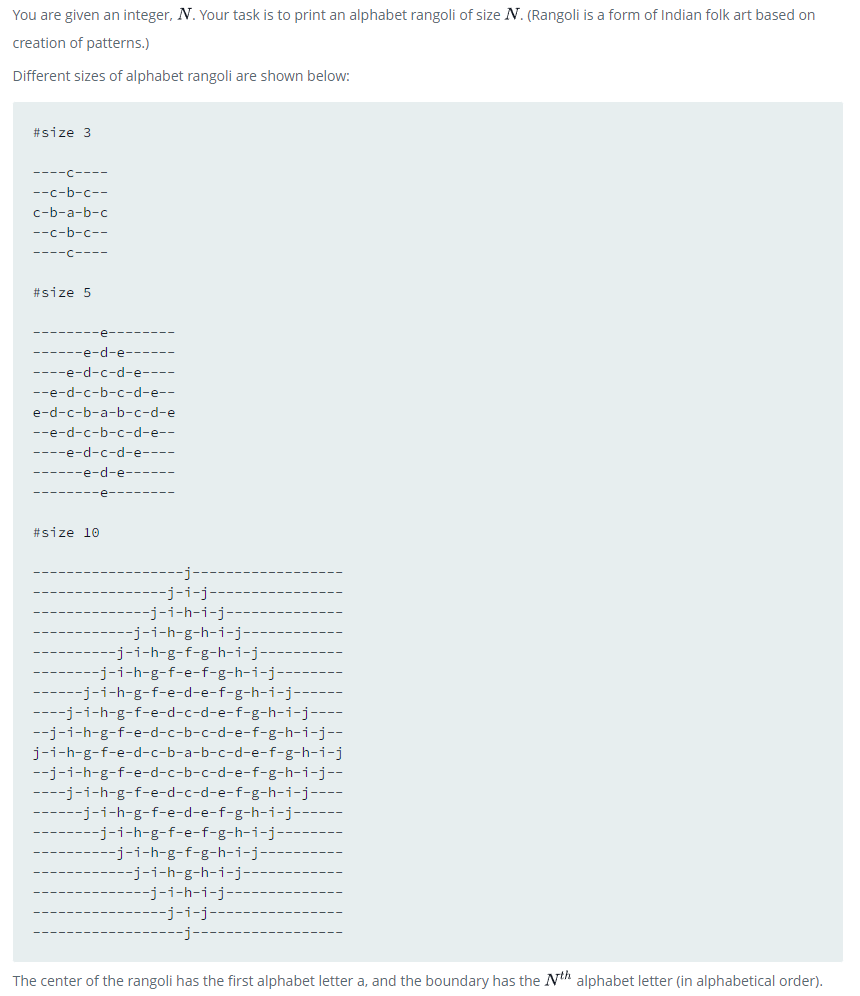 You are given an integer, N. Your task is to print an alphabet rangoli of size N. (Rangoli is a form of Indian folk art based on
creation of patterns.)
Different sizes of alphabet rangoli are shown below:
#size 3
----c----
--c-b-c--
c-b-a-b-c
--c-b-c--
----c----
#size 5
--------e--------
------e-d-e------
----e-d-c-d-e----
--e-d-c-b-c-d-e--
e-d-c-b-a-b-c-d-e
--e-d-c-b-c-d-e--
----e-d-c-d-e----
------e-d-e------
--------e--------
#size 10
------------------j------------------
----------------j-i-j----------------
--------------j-i-h-i-j--------------
------------j-i-h-g-h-i-j------------
----------j-i-h-g-f-g-h-i-j----------
--------j-i-h-g-f-e-f-g-h-i-j--------
------j-i-h-g-f-e-d-e-f-g-h-i-j------
----j-i-h-g-f-e-d-c-d-e-f-g-h-i-j----
--j-i-h-g-f-e-d-c-b-c-d-e-f-g-h-i-j--
j-i-h-g-f-e-d-c-b-a-b-c-d-e-f-g-h-i-j
--j-i-h-g-f-e-d-c-b-c-d-e-f-g-h-i-j--
----j-i-h-g-f-e-d-c-d-e-f-g-h-i-j----
------j-i-h-g-f-e-d-e-f-g-h-i-j------
--------j-i-h-g-f-e-f-g-h-i-j--------
----------j-i-h-g-f-g-h-i-j----------
------------j-i-h-g-h-i-j------------
--------------j-i-h-i-j--------------
----------------j-i-j----------------
------------------j------------------
The center of the rangoli has the first alphabet letter a, and the boundary has the Nth alphabet letter (in alphabetical order).